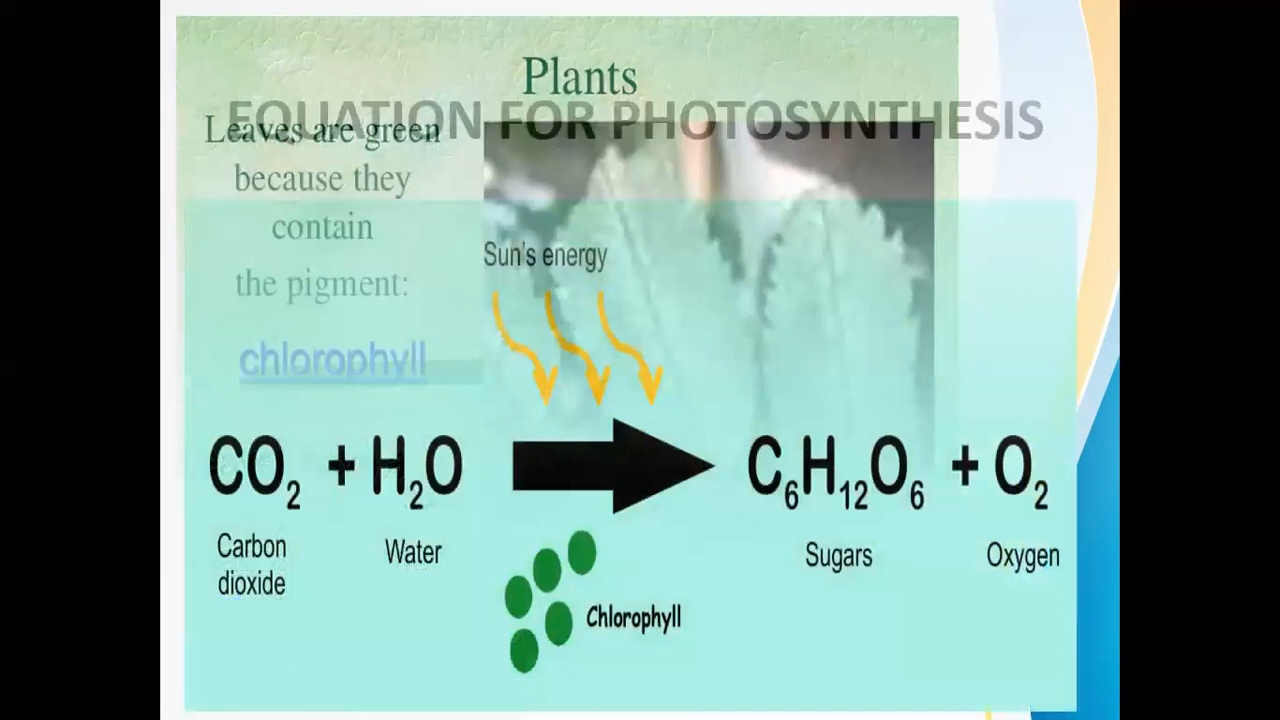 Plants
EQUATION FOR PHOTOSYNTHESIS
Leaves are green
because they
contain
the pigment:
chlorophyll
Sun's energy
CO₂ + H₂O C₆H₁₂O₆ + O₂
Carbon
dioxide
Water
Sugars
Oxygen
Chlorophyll